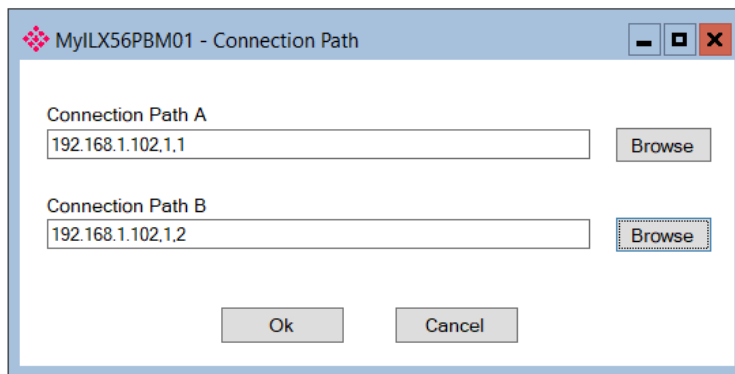 MyILX56PBM01 - Connection Path
Connection Path A
192.168.1.102,1,1
Browse
Connection Path B
192.168.1.102,1,2
Browse
Ok
Cancel